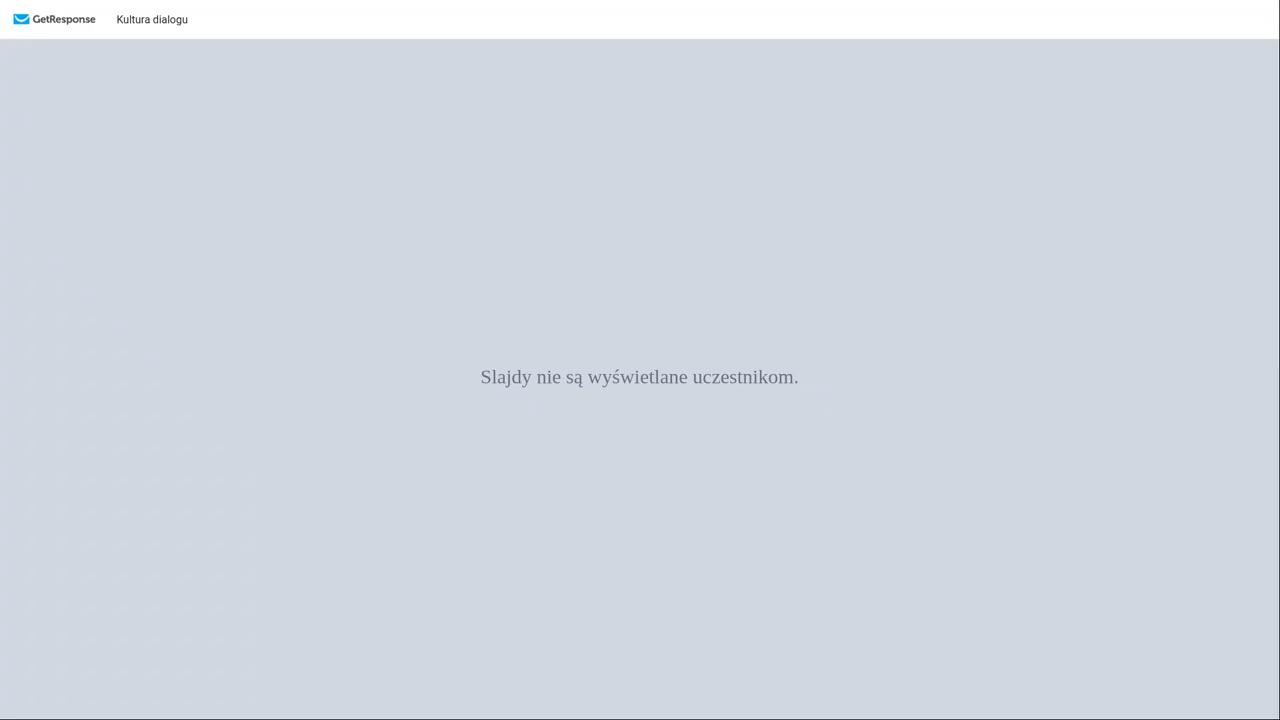 GetResponse Kultura dialogu
Slajdy nie są wyświetlane uczestnikom.